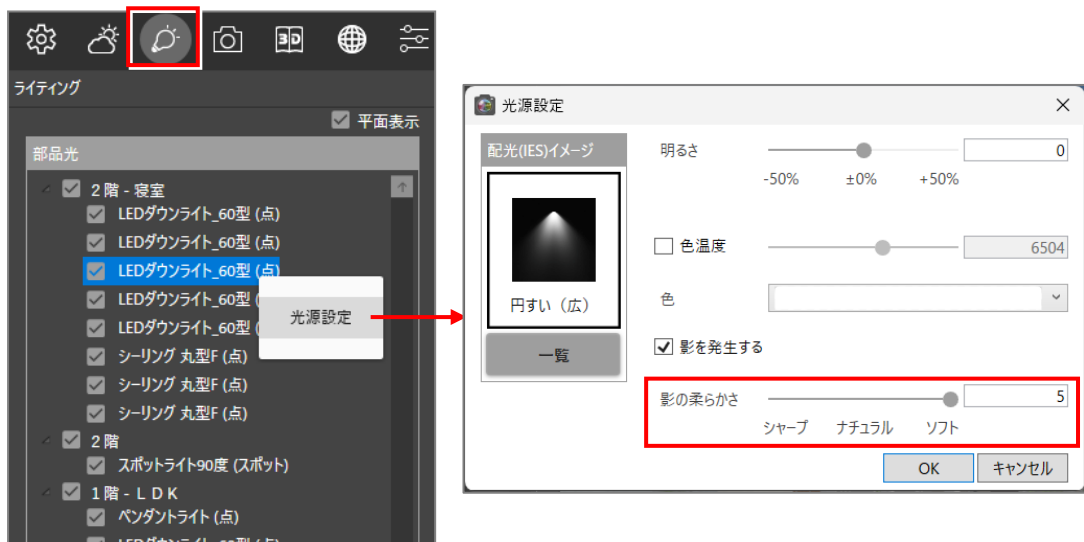 3D
ライティング
平面表示
部品光
2階 - 寝室
LEDダウンライト_60型 (点)
LEDダウンライト_60型 (点)
LEDダウンライト_60型 (点)
LEDダウンライト_60型 (
LEDダウンライト_60型 (
シーリング 丸型F (点)
シーリング 丸型F (点)
シーリング 丸型F (点)
2階
スポットライト90度 (スポット)
1階 - ＬＤＫ
ペンダントライト (点)
光源設定
光源設定
配光(IES)イメージ
円すい（広）
一覧
明るさ 0
-50% ±0% +50%
色温度 6504
色
影を発生する
影の柔らかさ 5
シャープ ナチュラル ソフト
OK キャンセル